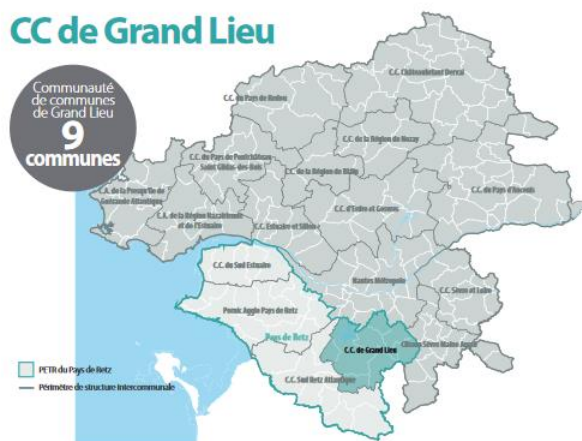 CC de Grand Lieu
Communauté
de communes
de Grand Lieu
9
communes
C.C. Châteaubriant Derval
C.C. du Pays de Redon
C.C. de la Région de Nozay
C.C. du Pays de Pontchâteau
Saint Gildas-des-Bois
C.C. de la Région de Blain
C.A. de la Presqu'île de
Guérande Atlantique
C.C. du Pays d'Ancenis
C.A. de la Région Nazairienne
et de l'Estuaire
C.C. Estuaire et Sillon
C.C. d'Erdre et Gesvres
C.C. du Sud Estuaire
Nantes Métropole
C.C. Sèvre et Loire
Pornic Agglo Pays de Retz
Pays de Retz
Clisson Sèvre Maine Agglo
C.C. de Grand Lieu
C.C. Sud Retz Atlantique
PETR du Pays de Retz
Périmètre de structure intercommunale